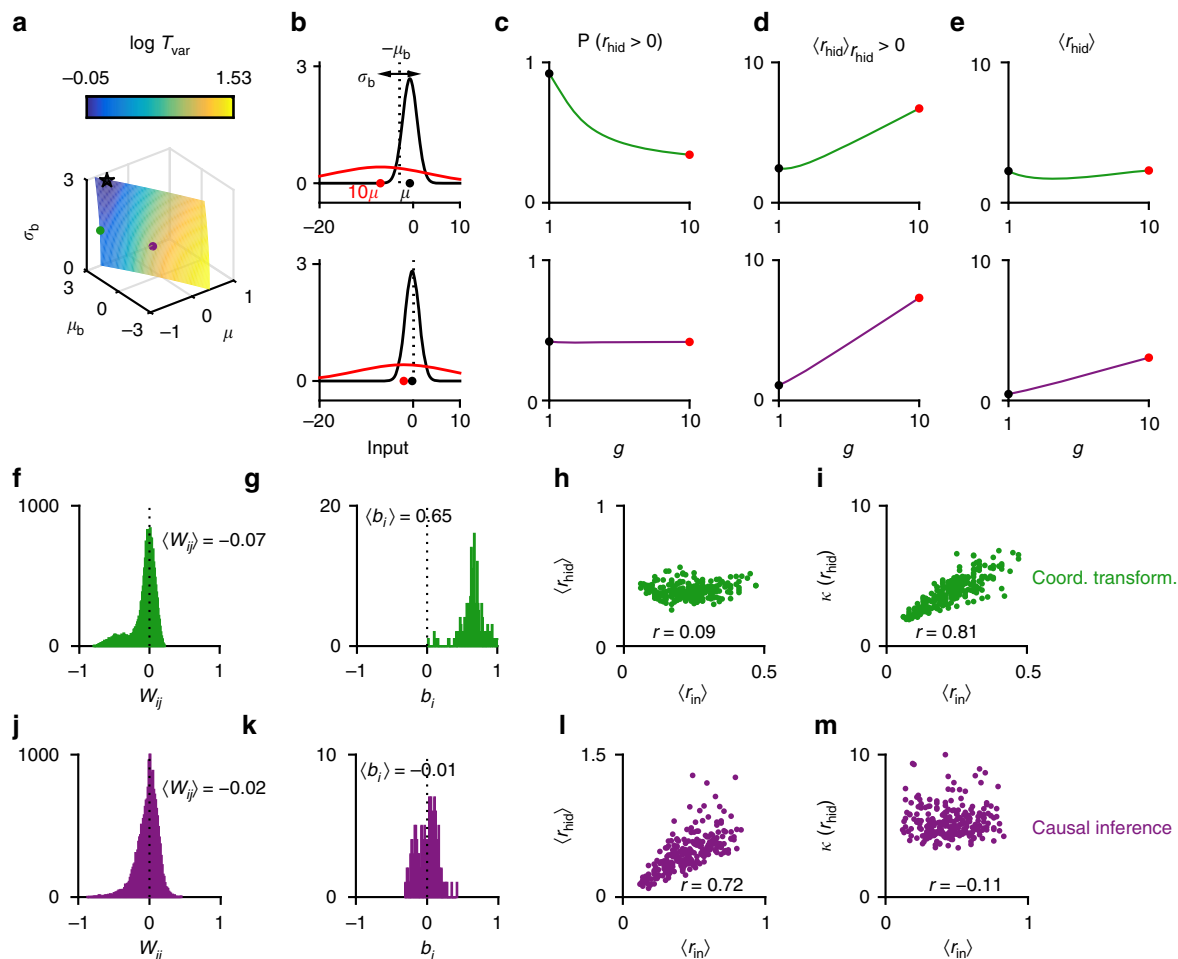 a
log T_var
−0.05 1.53
3
σ_b
0
3
0
μ_b
−3
−1
0
1
μ
b
−μ_b
σ_b
3
0
10μ
μ
−20 0 10
3
0
−20 0 10
Input
c
P (r_hid > 0)
1
0
1 10
1
0
1 10
g
d
⟨r_hid⟩_{r_hid > 0}
10
0
1 10
10
0
1 10
g
e
⟨r_hid⟩
10
0
1 10
10
0
1 10
g
f
1000
0
⟨W_ij⟩ = −0.07
−1 0 1
W_ij
g
20
0
⟨b_i⟩ = 0.65
−1 0 1
b_i
h
1
0
⟨r_hid⟩
r = 0.09
0 0.5
⟨r_in⟩
i
10
0
κ (r_hid)
r = 0.81
0 0.5
⟨r_in⟩
Coord. transform.
j
1000
0
⟨W_ij⟩ = −0.02
−1 0 1
W_ij
k
10
0
⟨b_i⟩ = −0.01
−1 0 1
b_i
l
1.5
0
⟨r_hid⟩
r = 0.72
0 1
⟨r_in⟩
m
10
0
κ (r_hid)
r = −0.11
0 1
⟨r_in⟩
Causal inference